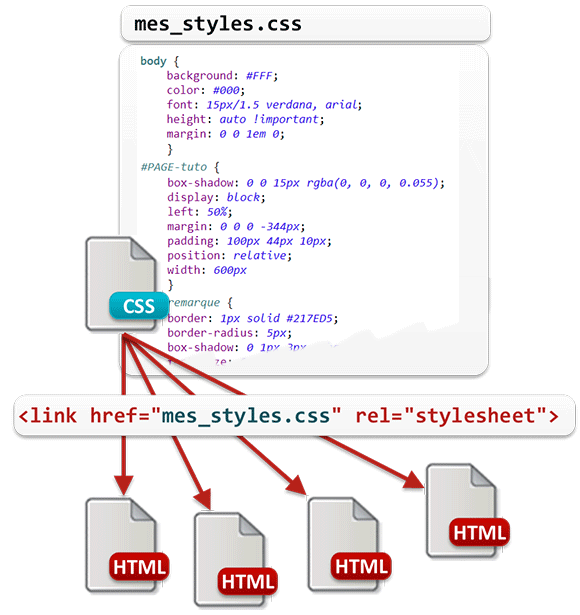 mes_styles.css
body {
background: #FFF;
color: #000;
font: 15px/1.5 verdana, arial;
height: auto !important;
margin: 0 0 1em 0;
}
#PAGE-tuto {
box-shadow: 0 0 15px rgba(0, 0, 0, 0.055);
display: block;
left: 50%;
margin: 0 0 0 -344px;
padding: 100px 44px 10px;
position: relative;
width: 600px
}
remarque {
border: 1px solid #217ED5;
border-radius: 5px;
box-shadow: 0 1px 3px
CSS
<link href="mes_styles.css" rel="stylesheet">
HTML
HTML
HTML
HTML